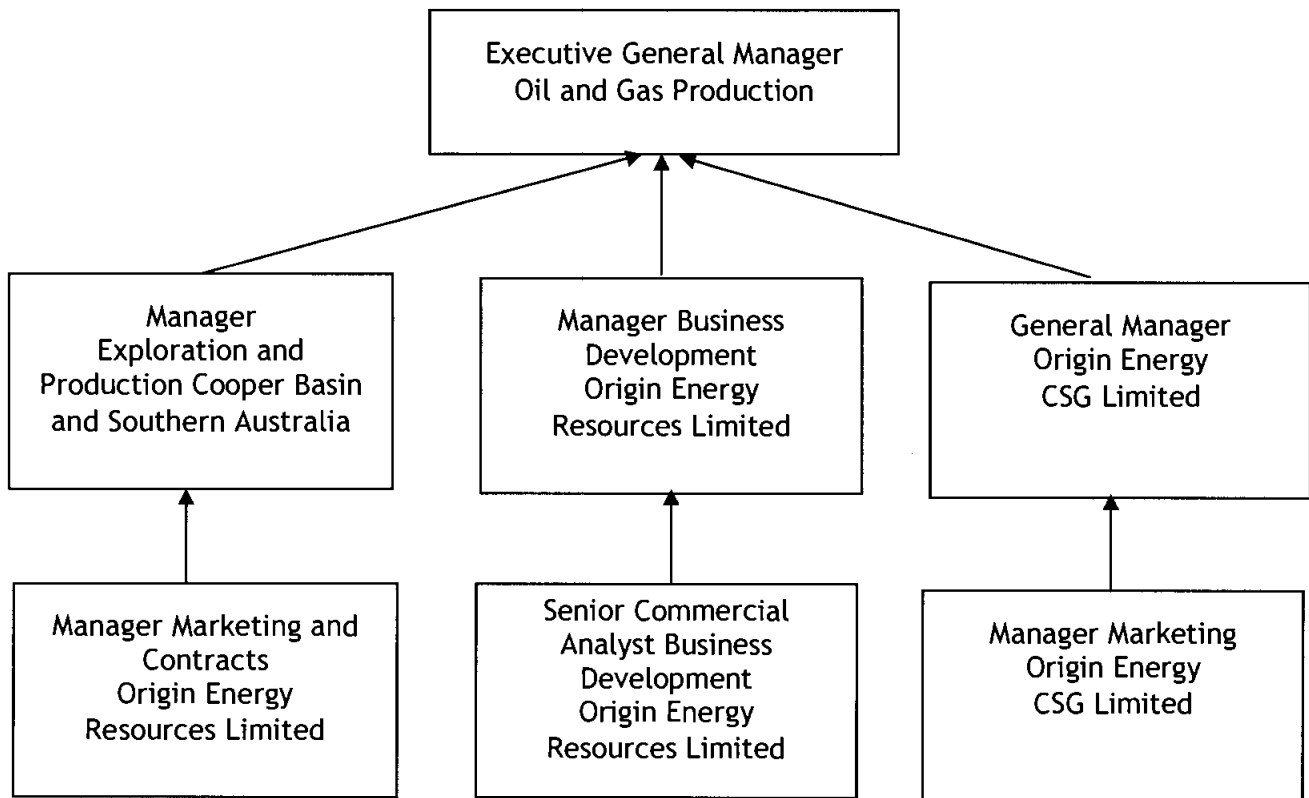 Executive General Manager
Oil and Gas Production
Manager
Exploration and
Production Cooper Basin
and Southern Australia
Manager Business
Development
Origin Energy
Resources Limited
General Manager
Origin Energy
CSG Limited
Manager Marketing and
Contracts
Origin Energy
Resources Limited
Senior Commercial
Analyst Business
Development
Origin Energy
Resources Limited
Manager Marketing
Origin Energy
CSG Limited